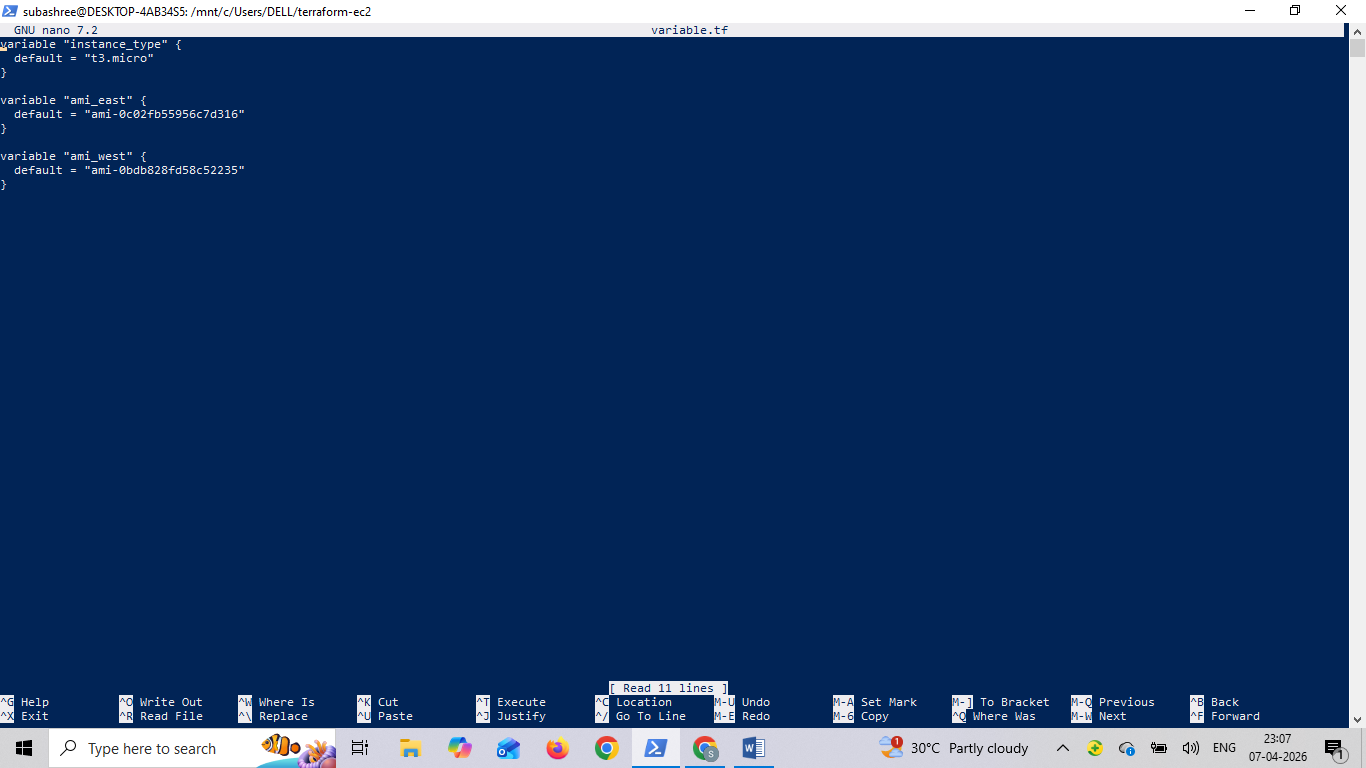 subashree@DESKTOP-4AB34S5: /mnt/c/Users/DELL/terraform-ec2
GNU nano 7.2 variable.tf
variable "instance_type" {
  default = "t3.micro"
}

variable "ami_east" {
  default = "ami-0c02fb55956c7d316"
}

variable "ami_west" {
  default = "ami-0bdb828fd58c52235"
}
[ Read 11 lines ]
^G Help ^O Write Out ^W Where Is ^K Cut ^T Execute ^C Location M-U Undo M-A Set Mark M-] To Bracket M-Q Previous ^B Back
^X Exit ^R Read File ^\ Replace ^U Paste ^J Justify ^/ Go To Line M-E Redo M-6 Copy ^Q Where Was M-W Next ^F Forward
Type here to search 1 30°C Partly cloudy ENG 23:07
07-04-2026 1